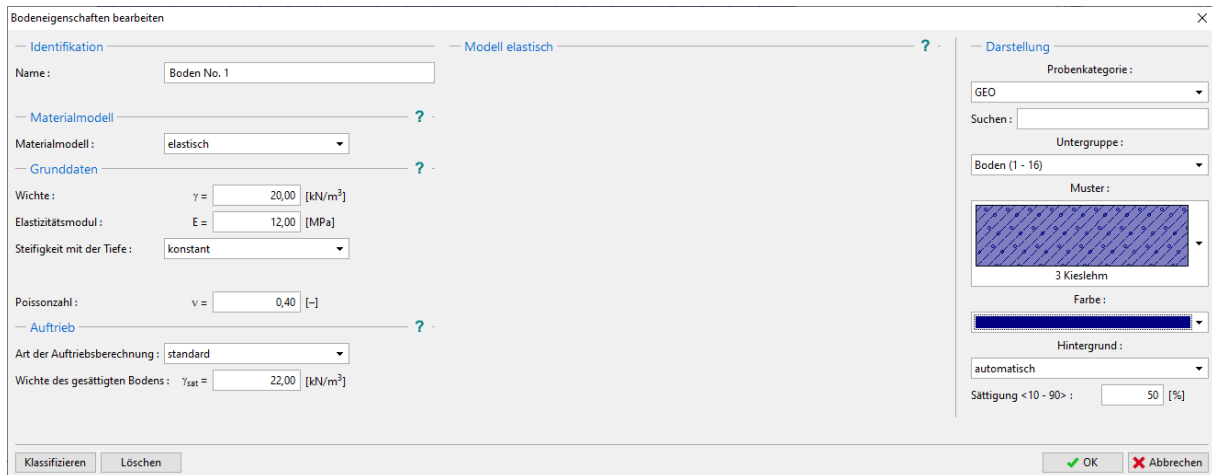 Bodeneigenschaften bearbeiten
Identifikation
Name : Boden No. 1
Materialmodell ?
Materialmodell : elastisch
Grunddaten ?
Wichte : γ = 20,00 [kN/m³]
Elastizitätsmodul : E = 12,00 [MPa]
Steifigkeit mit der Tiefe : konstant
Poissonzahl : ν = 0,40 [–]
Auftrieb ?
Art der Auftriebsberechnung : standard
Wichte des gesättigten Bodens : γsat = 22,00 [kN/m³]
Modell elastisch ?
Darstellung
Probenkategorie :
GEO
Suchen :
Untergruppe :
Boden (1 - 16)
Muster :
3 Kieslehm
Farbe :
Hintergrund :
automatisch
Sättigung <10 - 90> : 50 [%]
Klassifizieren Löschen OK Abbrechen